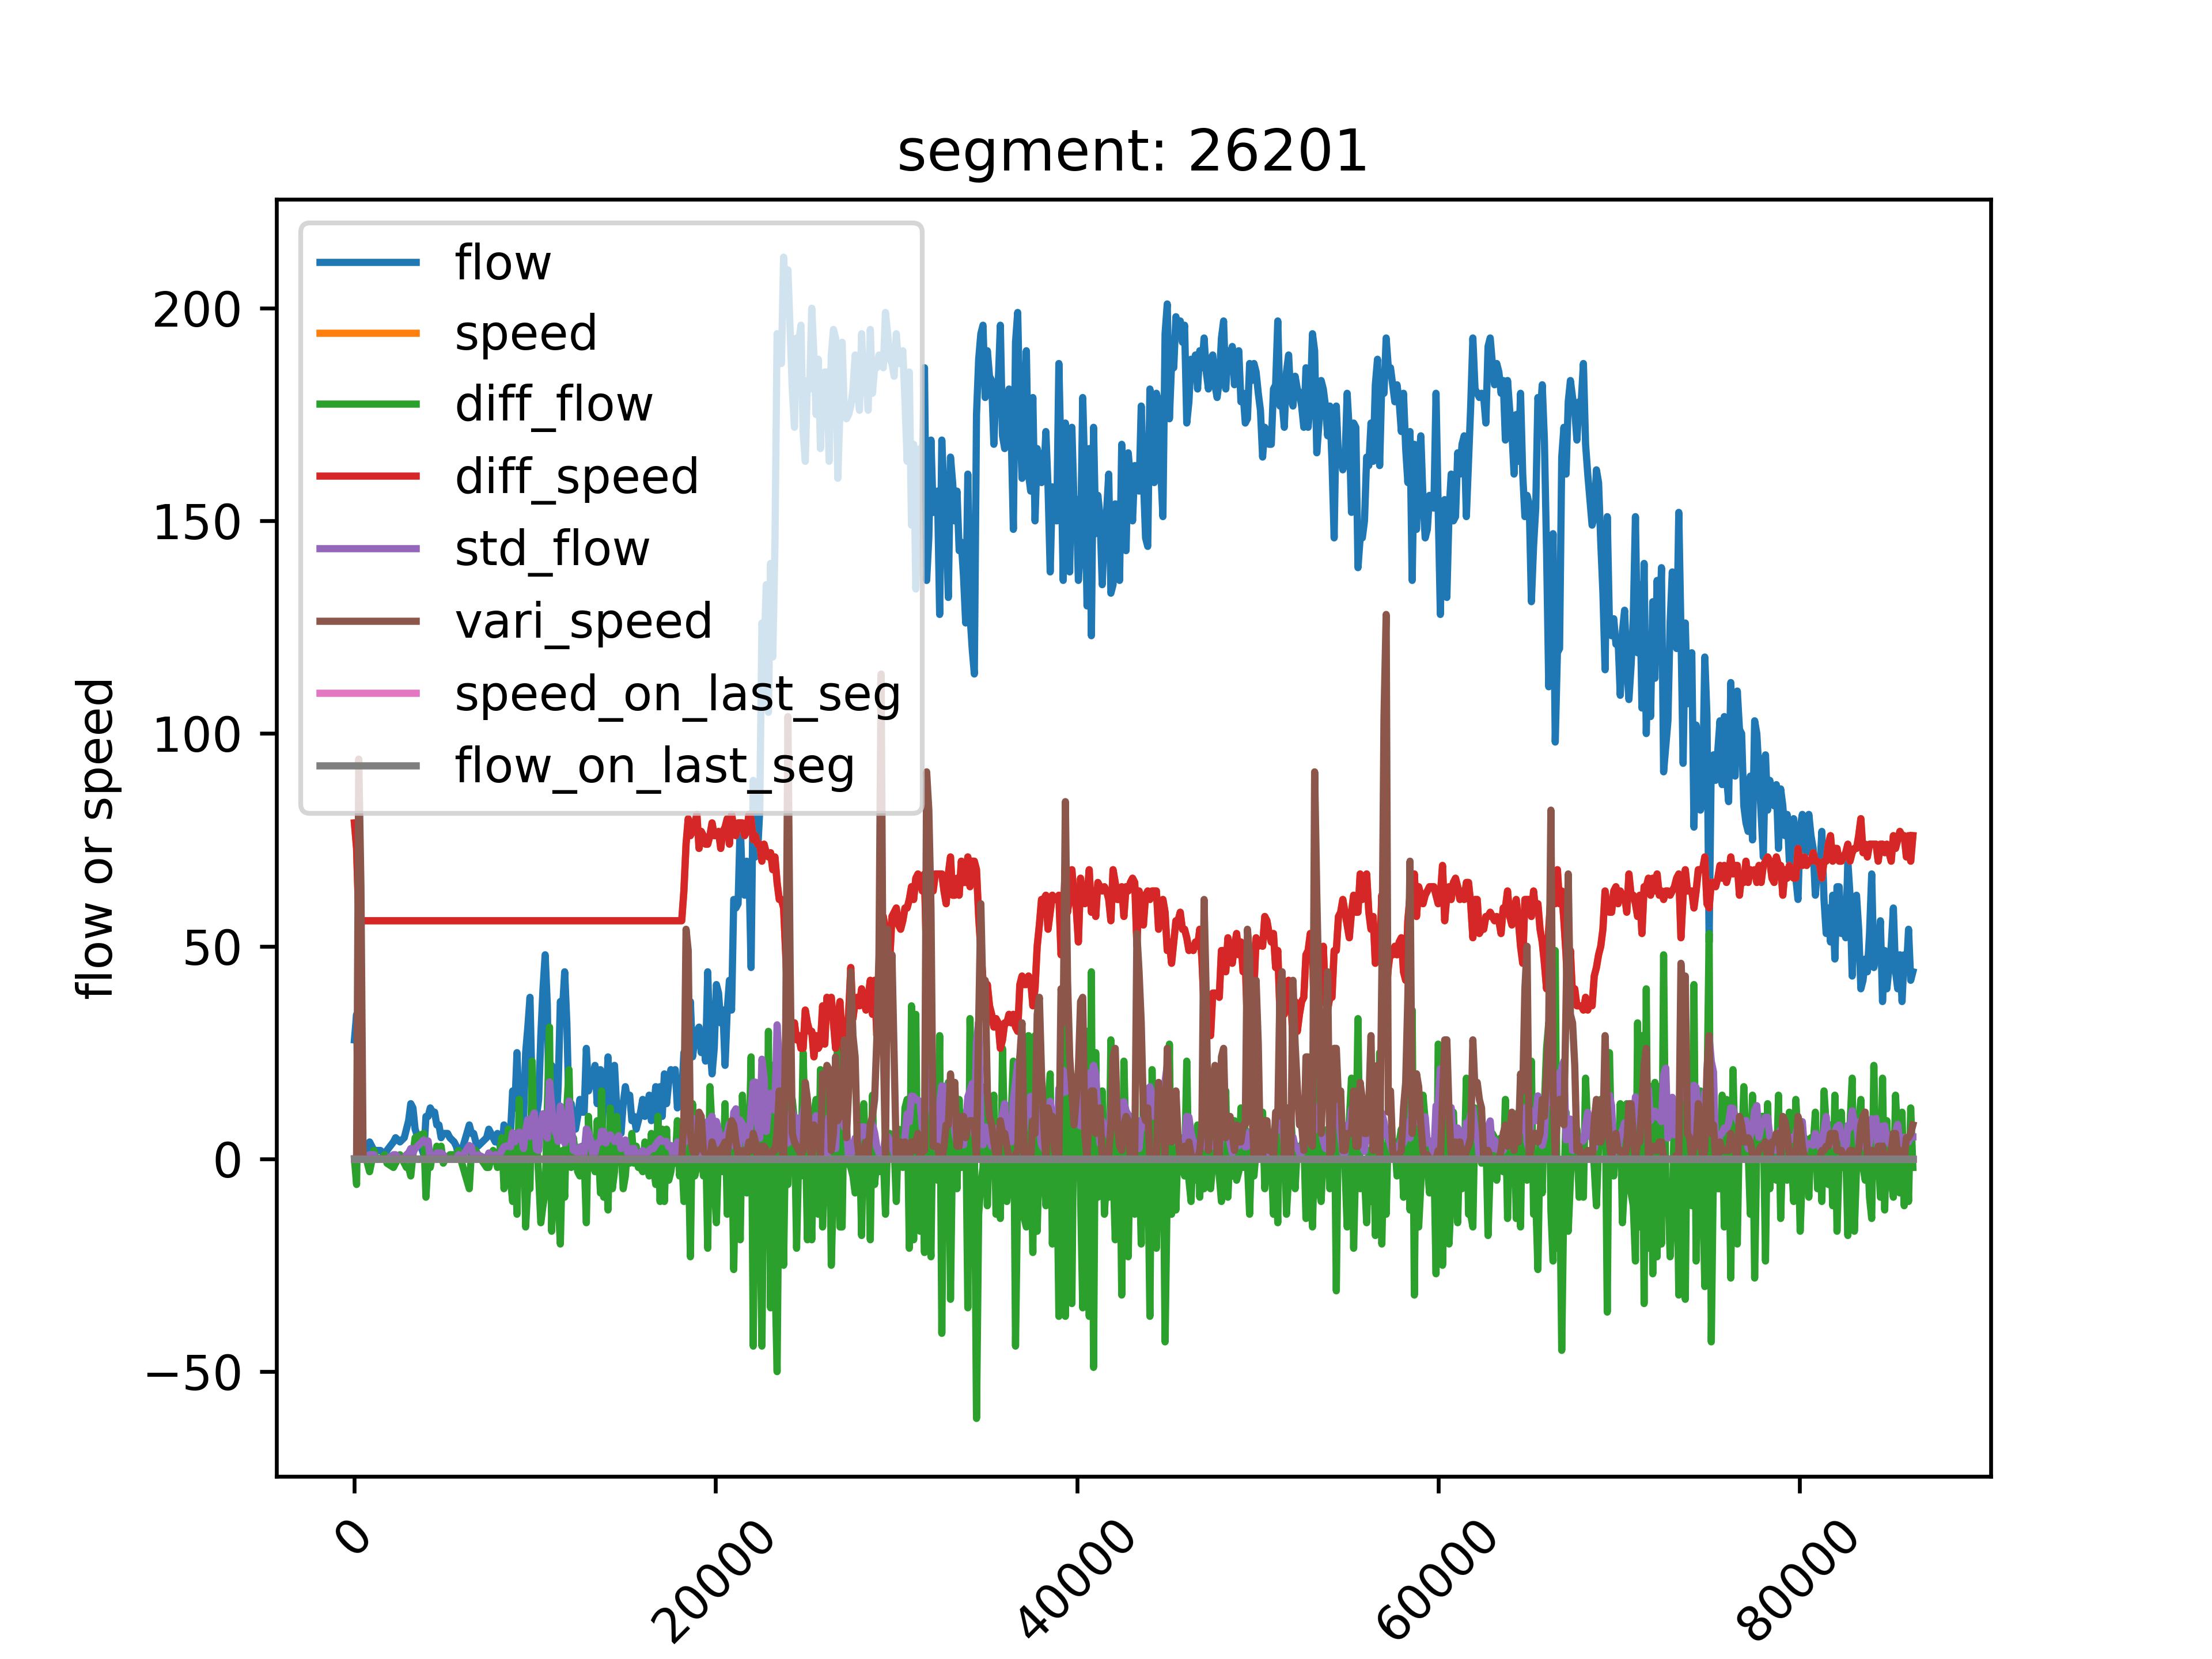 segment: 26201
flow
speed
diff_flow
diff_speed
std_flow
vari_speed
speed_on_last_seg
flow_on_last_seg
flow or speed
200
150
100
50
0
−50
0
20000
40000
60000
80000